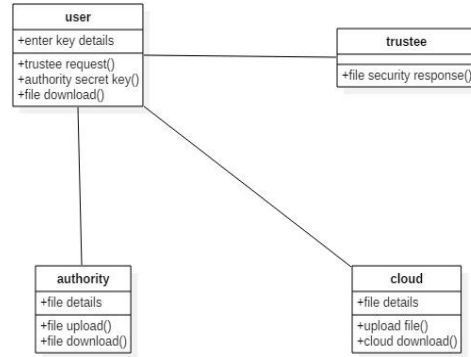 user
+enter key details
+trustee request()
+authority secret key()
+file download()
trustee
+file security response()
authority
+file details
+file upload()
+file download()
cloud
+file details
+upload file()
+cloud download()